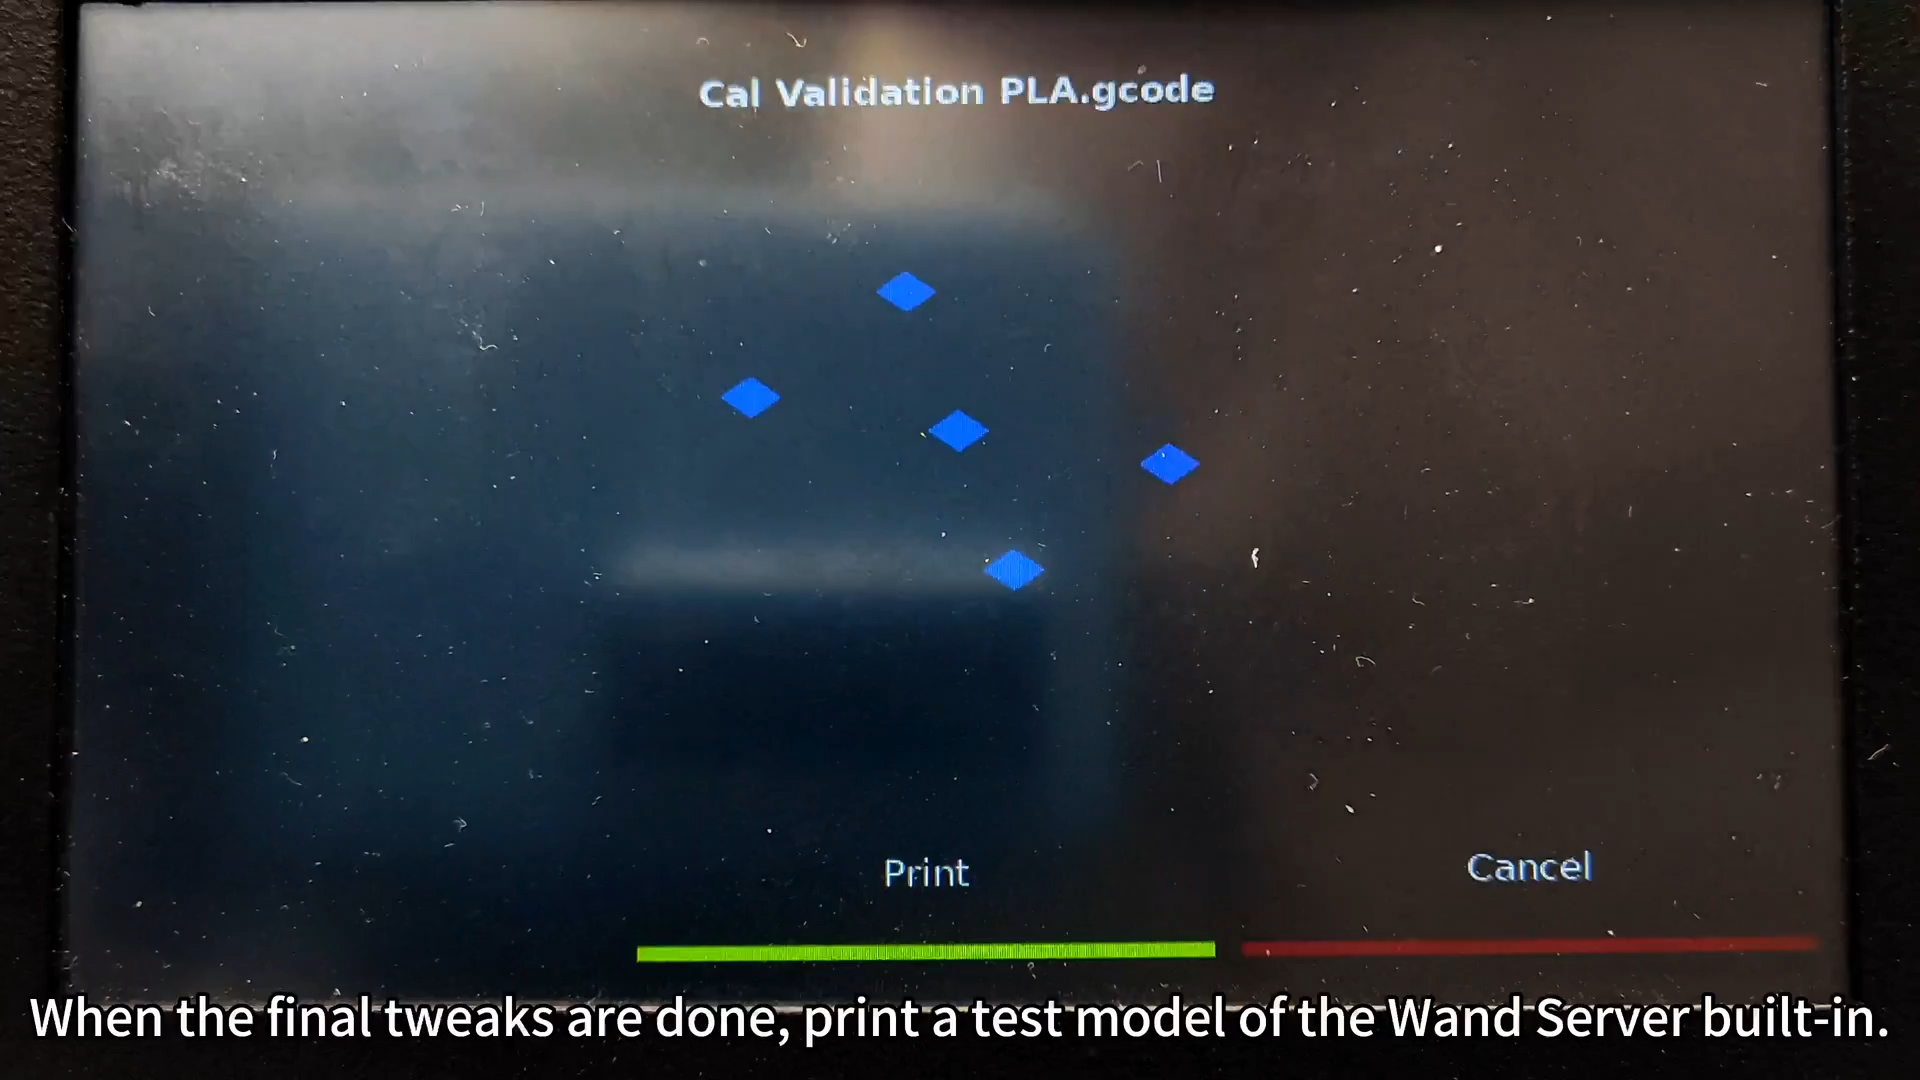 Cal Validation PLA.gcode
Print
Cancel
When the final tweaks are done, print a test model of the Wand Server built-in.